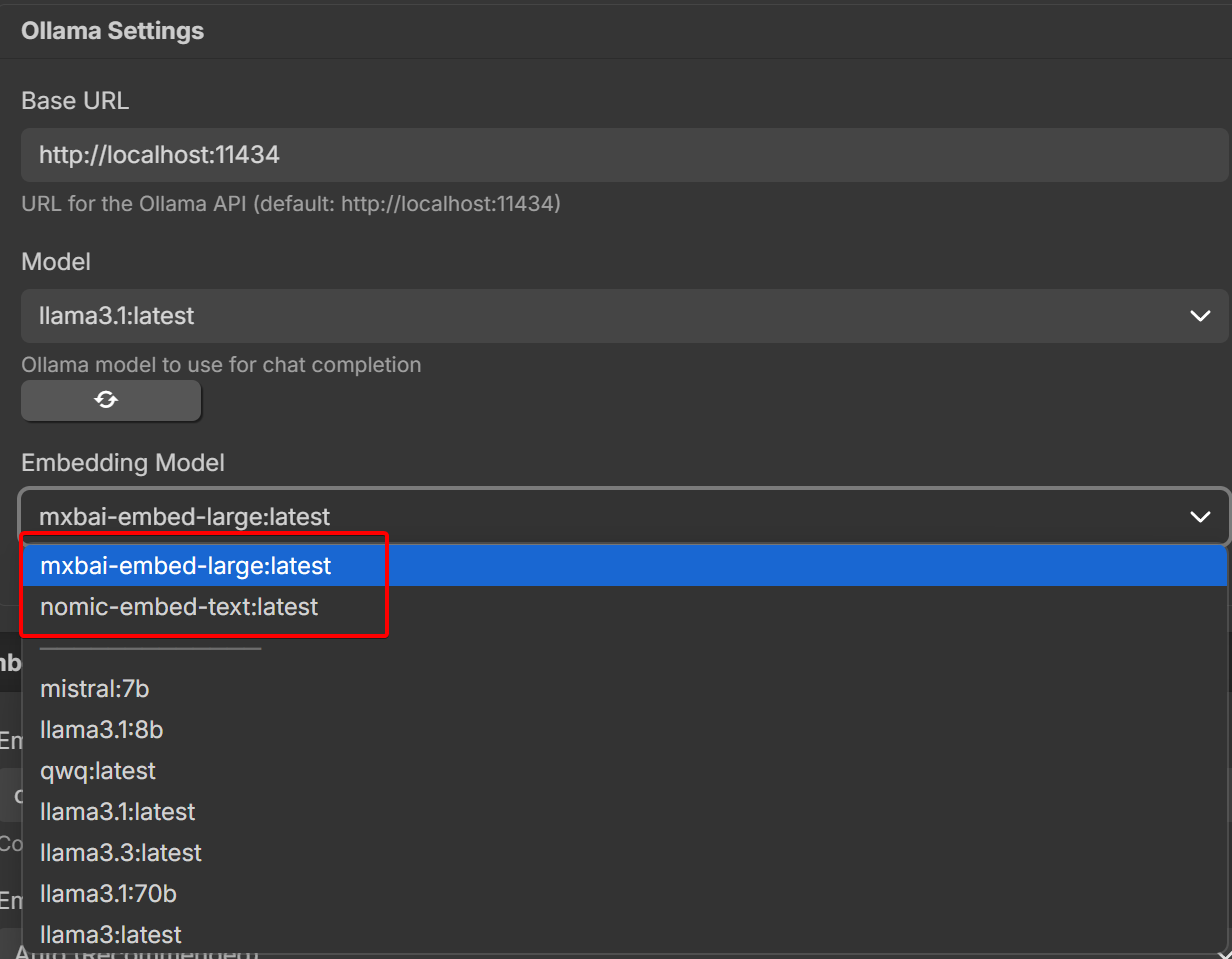 Ollama Settings
Base URL
http://localhost:11434
URL for the Ollama API (default: http://localhost:11434)
Model
llama3.1:latest
Ollama model to use for chat completion
Embedding Model
mxbai-embed-large:latest
mxbai-embed-large:latest
nomic-embed-text:latest
mistral:7b
llama3.1:8b
qwq:latest
llama3.1:latest
llama3.3:latest
llama3.1:70b
llama3:latest
Auto (Recommended)